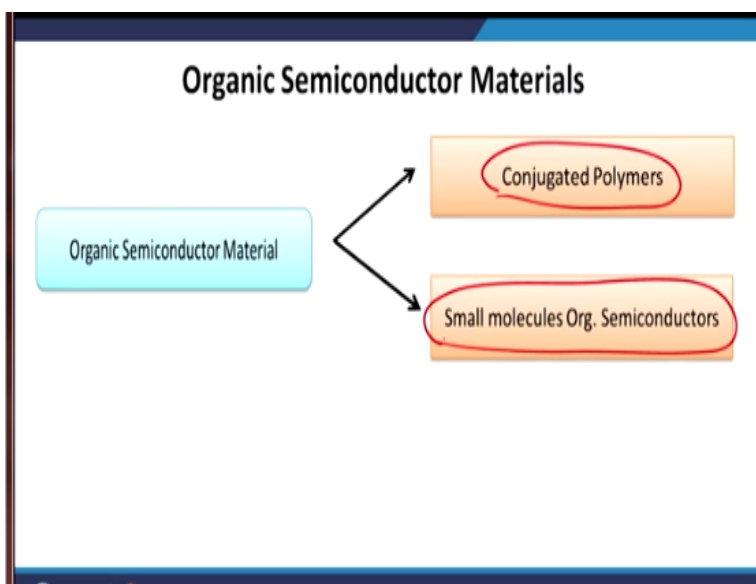 Organic Semiconductor Materials
Conjugated Polymers
Organic Semiconductor Material
Small molecules Org. Semiconductors